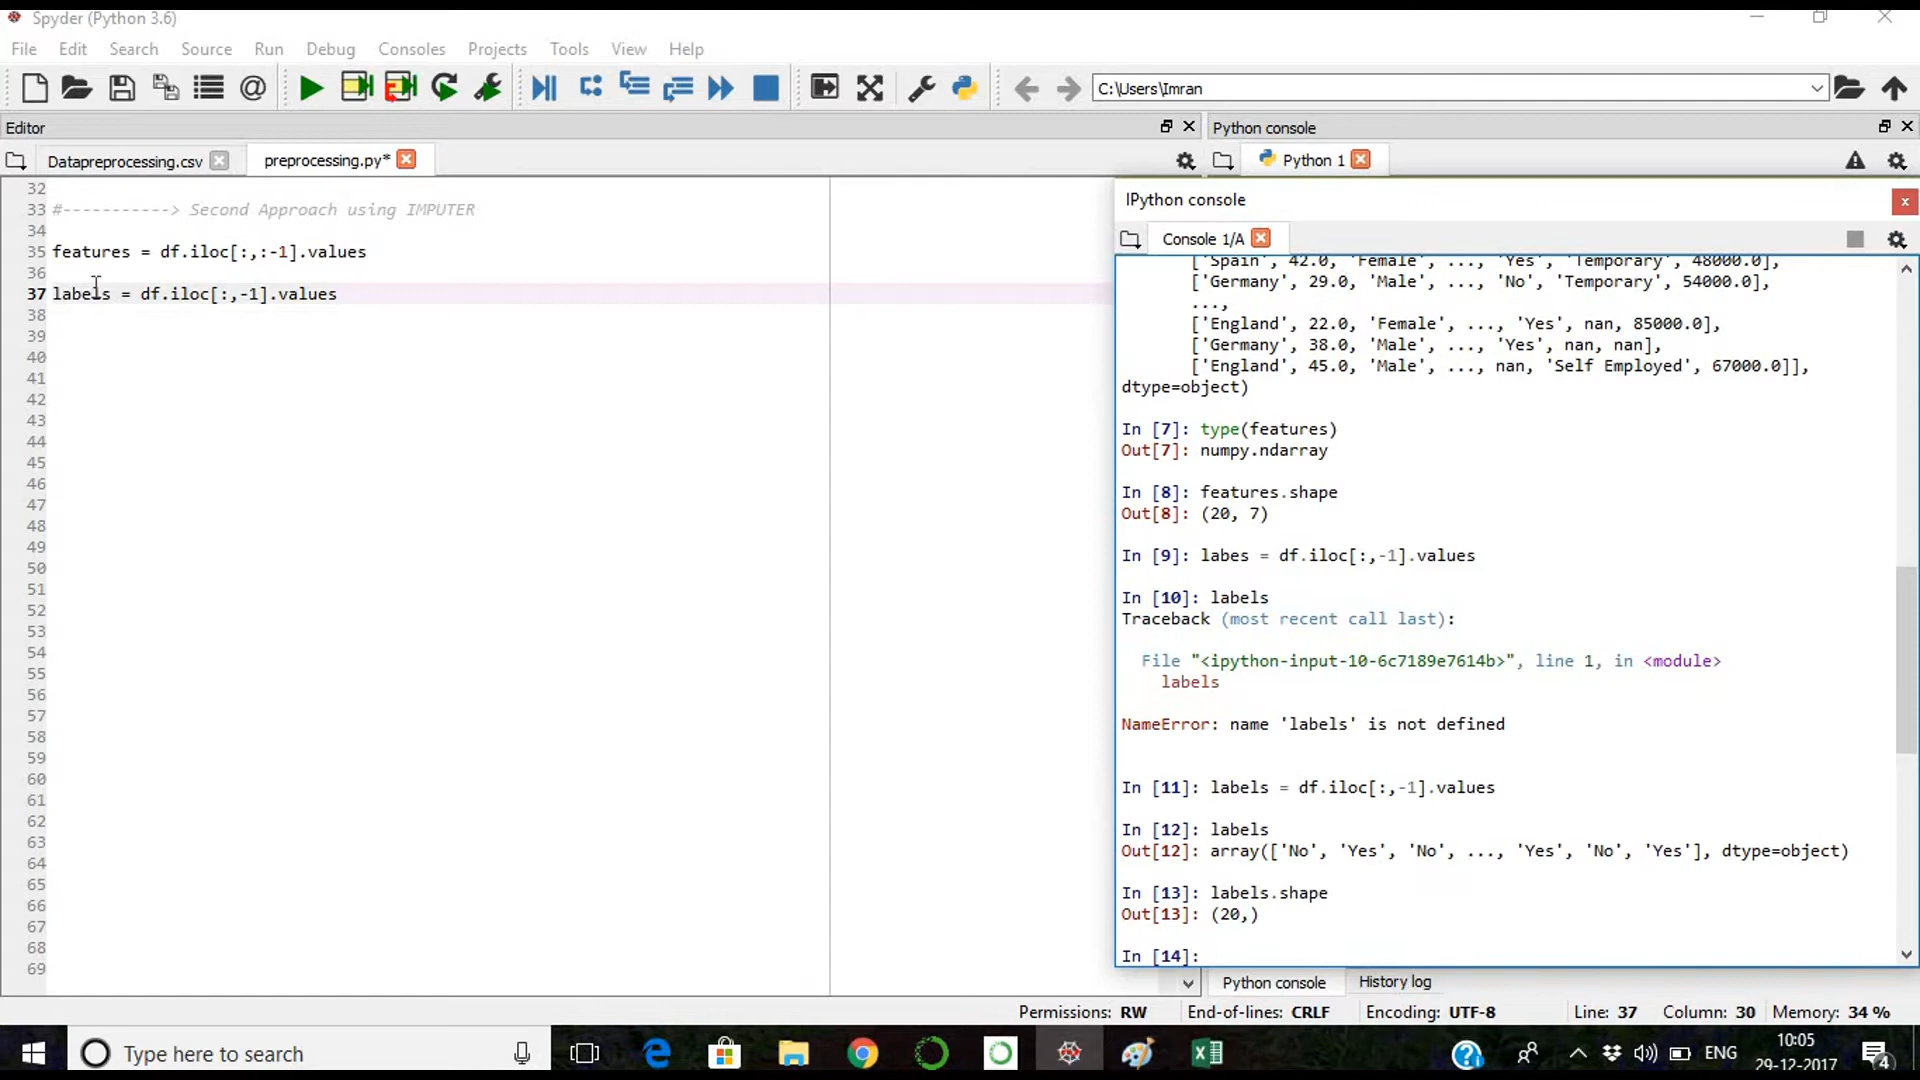 Spyder (Python 3.6)
File Edit Search Source Run Debug Consoles Projects Tools View Help
C:\Users\Imran
Editor
Python console
Datapreprocessing.csv
preprocessing.py*
Python 1
32
33 #-----------> Second Approach using IMPUTER
34
35 features = df.iloc[:,:-1].values
36
37 labels = df.iloc[:,-1].values
38
39
40
41
42
43
44
45
46
47
48
49
50
51
52
53
54
55
56
57
58
59
60
61
62
63
64
65
66
67
68
69
IPython console
Console 1/A
['Spain', 42.0, 'Female', ..., 'Yes', 'Temporary', 48000.0],
['Germany', 29.0, 'Male', ..., 'No', 'Temporary', 54000.0],
...,
['England', 22.0, 'Female', ..., 'Yes', nan, 85000.0],
['Germany', 38.0, 'Male', ..., 'Yes', nan, nan],
['England', 45.0, 'Male', ..., nan, 'Self Employed', 67000.0]],
dtype=object)
In [7]: type(features)
Out[7]: numpy.ndarray
In [8]: features.shape
Out[8]: (20, 7)
In [9]: labes = df.iloc[:,-1].values
In [10]: labels
Traceback (most recent call last):
File "<ipython-input-10-6c7189e7614b>", line 1, in <module>
labels
NameError: name 'labels' is not defined
In [11]: labels = df.iloc[:,-1].values
In [12]: labels
Out[12]: array(['No', 'Yes', 'No', ..., 'Yes', 'No', 'Yes'], dtype=object)
In [13]: labels.shape
Out[13]: (20,)
In [14]:
Python console History log
Permissions: RW End-of-lines: CRLF Encoding: UTF-8 Line: 37 Column: 30 Memory: 34 %
Type here to search
ENG
10:05
29-12-2017
4